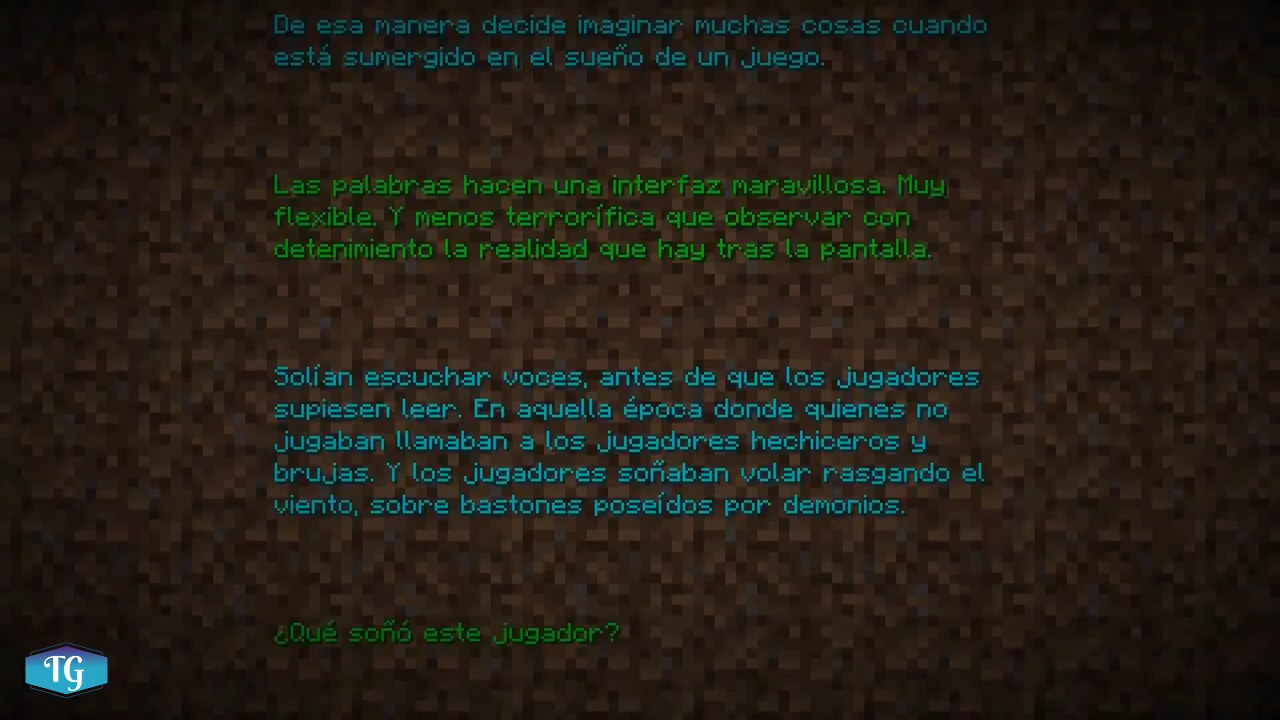 De esa manera decide imaginar muchas cosas cuando
está sumergido en el sueño de un juego.
Las palabras hacen una interfaz maravillosa. Muy
flexible. Y menos terrorífica que observar con
detenimiento la realidad que hay tras la pantalla.
Solían escuchar voces, antes de que los jugadores
supiesen leer. En aquella época donde quienes no
jugaban llamaban a los jugadores hechiceros y
brujas. Y los jugadores soñaban volar rasgando el
viento, sobre bastones poseídos por demonios.
¿Qué soñó este jugador?
TG